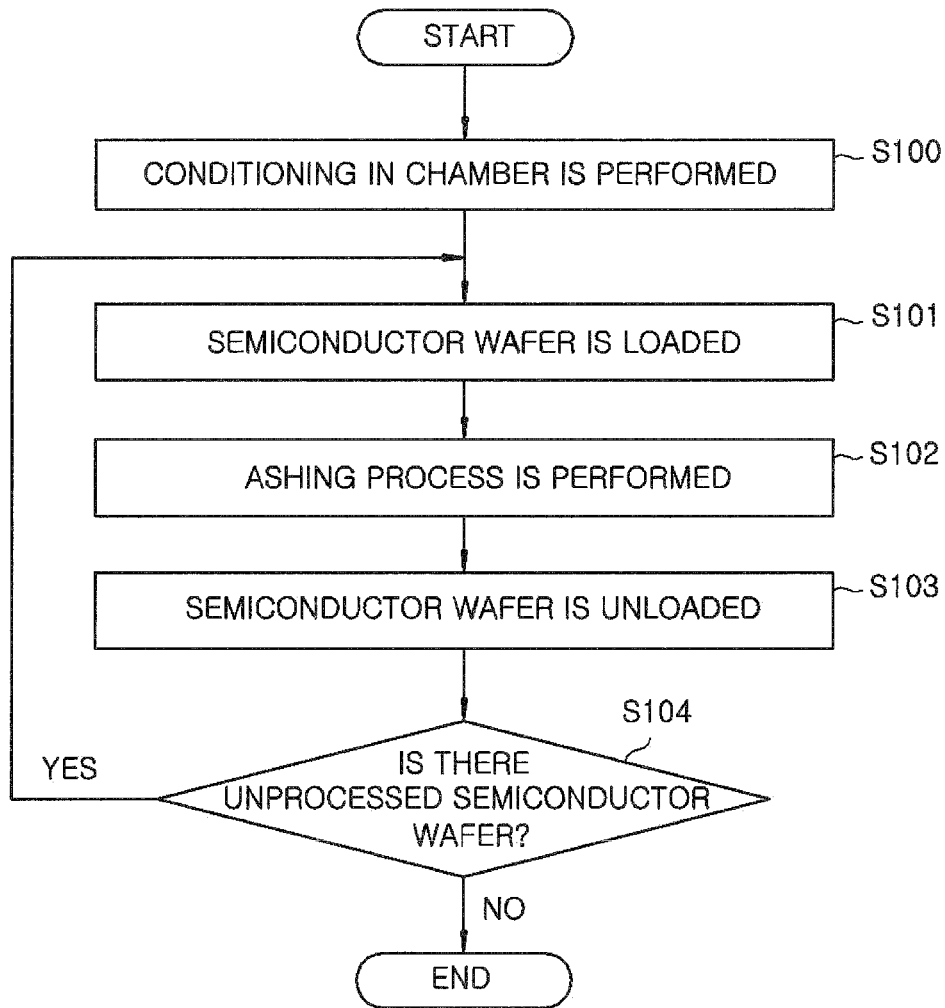 START
CONDITIONING IN CHAMBER IS PERFORMED
S100
SEMICONDUCTOR WAFER IS LOADED
S101
ASHING PROCESS IS PERFORMED
S102
SEMICONDUCTOR WAFER IS UNLOADED
S103
S104
YES
IS THERE
UNPROCESSED SEMICONDUCTOR
WAFER?
NO
END